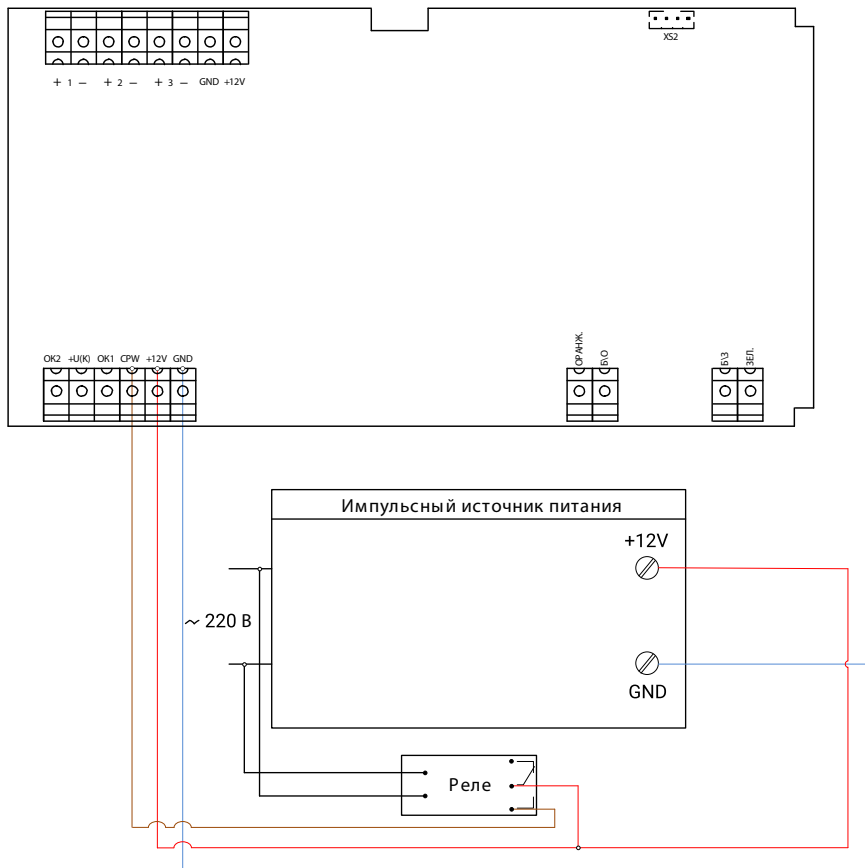 XS2
+ 1 − + 2 − + 3 − GND +12V
OK2 +U(K) OK1 CPW +12V GND
ОРАНЖ.
Б\О
Б\З
ЗЕЛ.
Импульсный источник питания
+12V
~ 220 В
GND
Реле